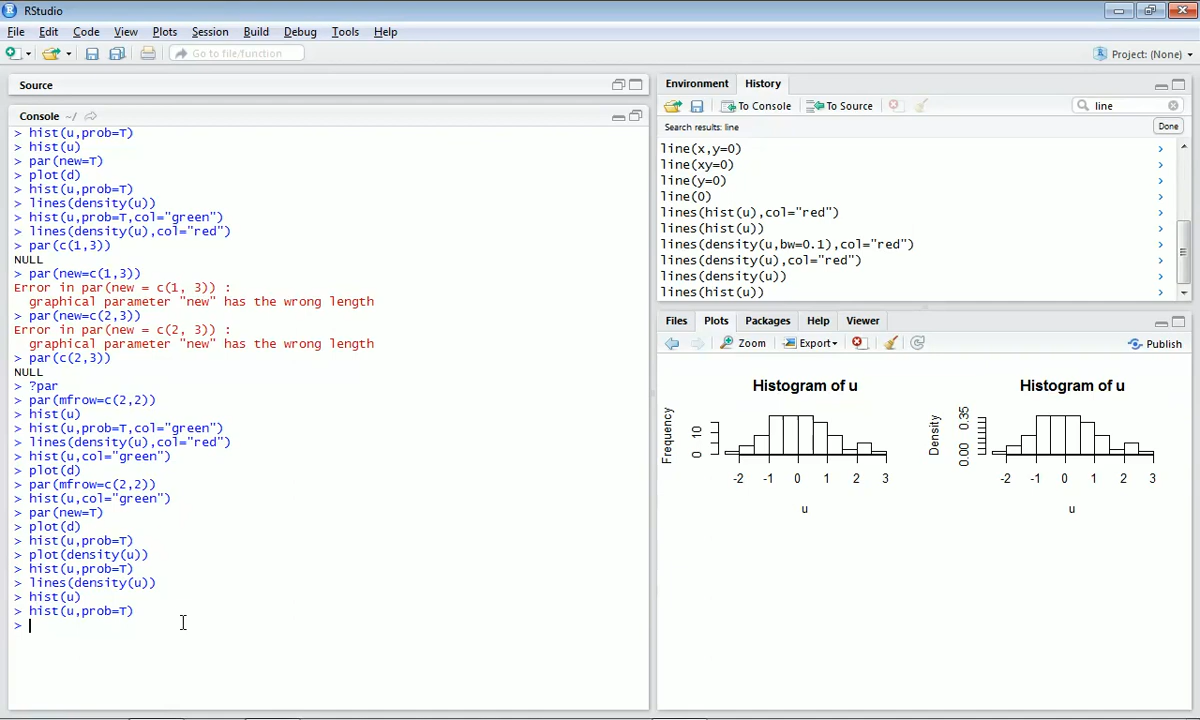 RStudio
File Edit Code View Plots Session Build Debug Tools Help
Go to file/function
Project: (None)
Source
Console ~/
> hist(u,prob=T)
> hist(u)
> par(new=T)
> plot(d)
> hist(u,prob=T)
> lines(density(u))
> hist(u,prob=T,col="green")
> lines(density(u),col="red")
> par(c(1,3))
NULL
> par(new=c(1,3))
Error in par(new = c(1, 3)) :
graphical parameter "new" has the wrong length
> par(new=c(2,3))
Error in par(new = c(2, 3)) :
graphical parameter "new" has the wrong length
> par(c(2,3))
NULL
> ?par
> par(mfrow=c(2,2))
> hist(u)
> hist(u,prob=T,col="green")
> lines(density(u),col="red")
> hist(u,col="green")
> plot(d)
> par(mfrow=c(2,2))
> hist(u,col="green")
> par(new=T)
> plot(d)
> hist(u,prob=T)
> plot(density(u))
> hist(u,prob=T)
> lines(density(u))
> hist(u)
> hist(u,prob=T)
>
Environment History
To Console To Source line
Search results: line Done
line(x,y=0)
line(xy=0)
line(y=0)
line(0)
lines(hist(u),col="red")
lines(hist(u))
lines(density(u,bw=0.1),col="red")
lines(density(u),col="red")
lines(density(u))
lines(hist(u))
Files Plots Packages Help Viewer
Zoom Export Publish
Histogram of u
Frequency
0 10
-2 -1 0 1 2 3
u
Histogram of u
Density
0.00 0.35
-2 -1 0 1 2 3
u